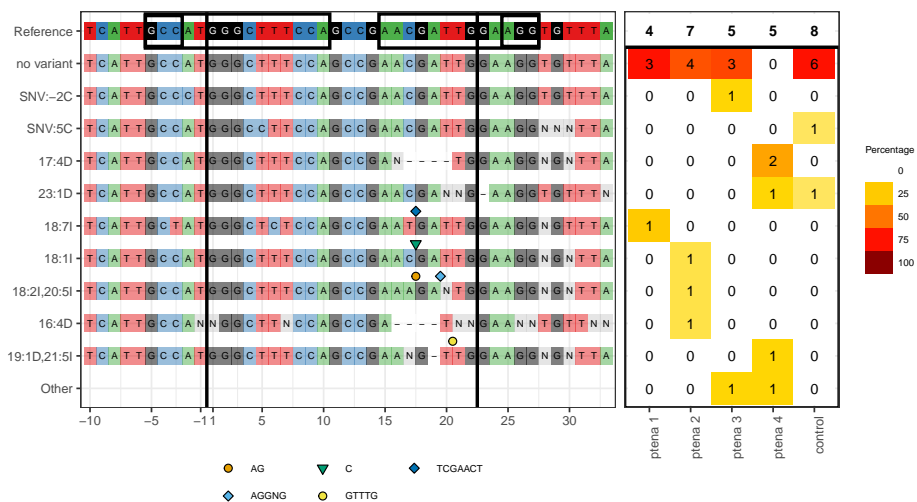 Reference T C A T T G C C A T G G G C T T T C C A G C C G A A C G A T T G G A A G G T G T T T A 4 7 5 5 8
no variant T C A T T G C C A T G G G C T T T C C A G C C G A A C G A T T G G A A G G T G T T T A 3 4 3 0 6
SNV:-2C T C A T T G C C C T G G G C T T T C C A G C C G A A C G A T T G G A A G G T G T T T A 0 0 1 0 0
SNV:5C T C A T T G C C A T G G G C C T T C C A G C C G A A C G A T T G G A A G G N N N T T A 0 0 0 0 1
17:4D T C A T T G C C A T G G G C T T T C C A G C C G A N - - - - T G G A A G G N G N T T A 0 0 0 2 0
23:1D T C A T T G C C A T G G G C T T T C C A G C C G A A C G A N N G - A A G G T G T T T N 0 0 0 1 1
18:7I T C A T T G C T A T G G G C T C T C C A G C C G A A T G A T T G G A A G G N G N T T A 1 0 0 0 0
18:1I T C A T T G C C A T G G G C T T T C C A G C C G A A C G A T T G G A A G G N G N T T A 0 1 0 0 0
18:2I,20:5I T C A T T G C C A T G G G C T T T C C A G C C G A A A G A N T G G A A G G N G N T T A 0 1 0 0 0
16:4D T C A T T G C C A N N G G C T T N C C A G C C G A - - - - T N N G A A N N T G T T N N 0 1 0 0 0
19:1D,21:5I T C A T T G C C A T G G G C T T T C C A G C C G A A N G - T T G G A A G G N G N T T A 0 0 0 1 0
Other 0 0 1 1 0
−10 −5 −1 1 5 10 15 20 25 30
ptena 1 ptena 2 ptena 3 ptena 4 control
Percentage
0
25
50
75
100
AG C TCGAACT
AGGNG GTTTG